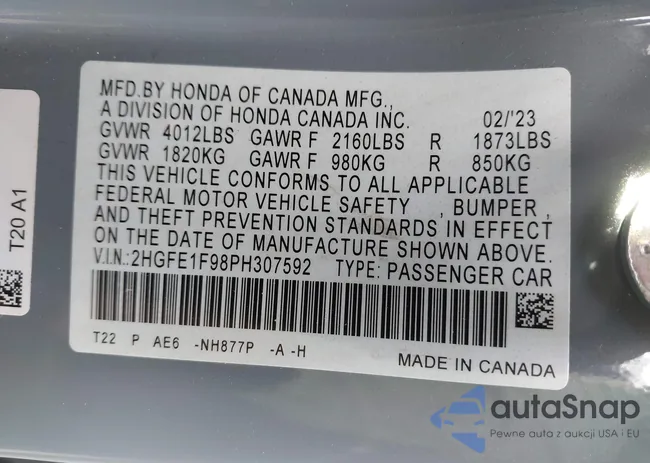 MFD.BY HONDA OF CANADA MFG.,
A DIVISION OF HONDA CANADA INC. 02/'23
GVWR 4012LBS GAWR F 2160LBS R 1873LBS
GVWR 1820KG GAWR F 980KG R 850KG
THIS VEHICLE CONFORMS TO ALL APPLICABLE
FEDERAL MOTOR VEHICLE SAFETY , BUMPER ,
AND THEFT PREVENTION STANDARDS IN EFFECT
ON THE DATE OF MANUFACTURE SHOWN ABOVE.
V.I.N.:2HGFE1F98PH307592 TYPE: PASSENGER CAR
T22 P AE6 -NH877P -A -H
MADE IN CANADA
T20 A1
autaSnap
Pewne auta z aukcji USA i EU